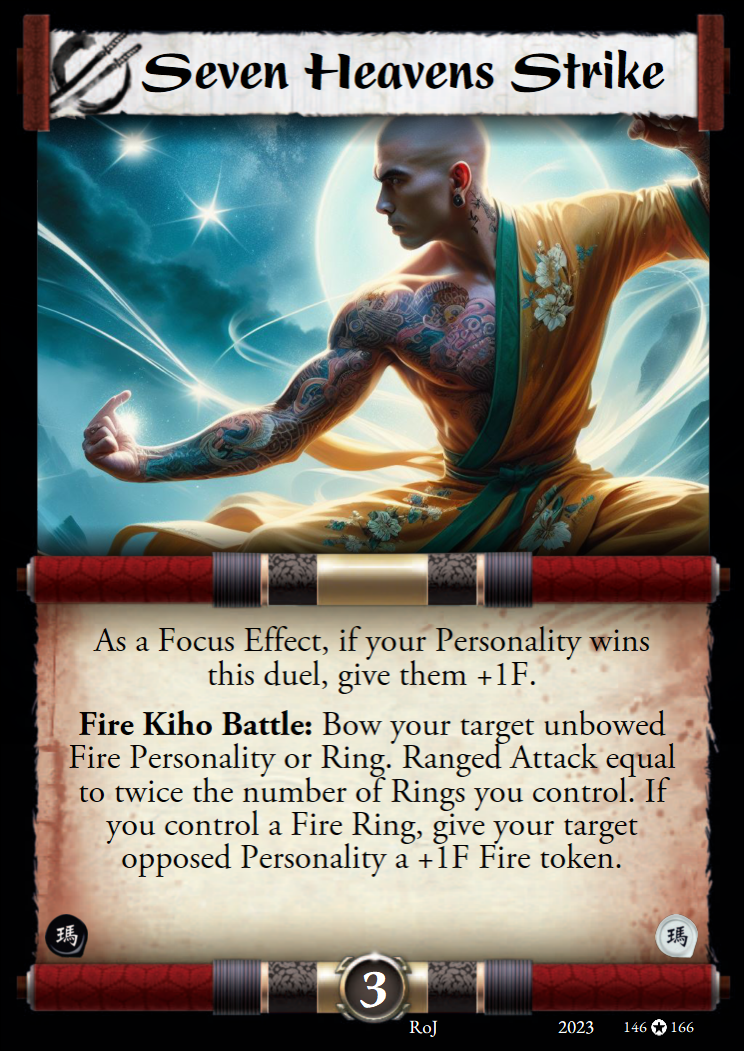 Seven Heavens Strike
As a Focus Effect, if your Personality wins
this duel, give them +1F.
Fire Kiho Battle: Bow your target unbowed
Fire Personality or Ring. Ranged Attack equal
to twice the number of Rings you control. If
you control a Fire Ring, give your target
opposed Personality a +1F Fire token.
瑪 瑪
3
RoJ 2023 146 ✪ 166